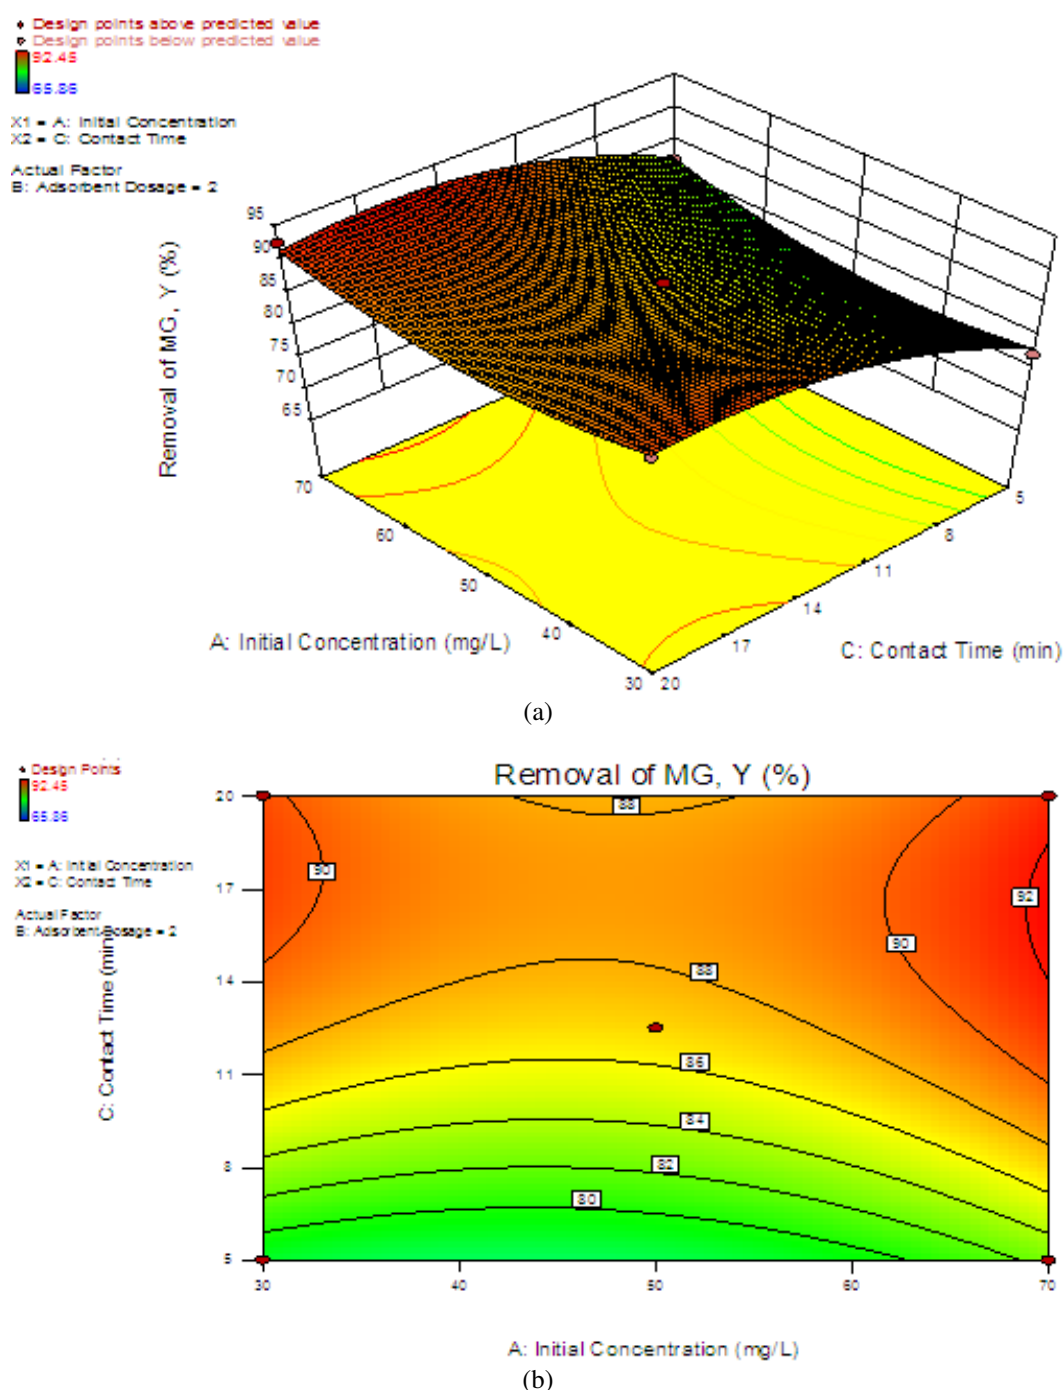 Design points above predicted value
Design points below predicted value
92.45
65.86
X1 = A: Initial Concentration
X2 = C: Contact Time
Actual Factor
B: Adsorbent Dosage = 2
95
90
85
80
75
70
65
Removal of MG, Y (%)
70
60
50
40
30
20
17
14
11
8
5
A: Initial Concentration (mg/L)
C: Contact Time (min)
(a)
Design Points
92.45
65.86
X1 = A: Initial Concentration
X2 = C: Contact Time
Actual Factor
B: Adsorbent Dosage = 2
Removal of MG, Y (%)
20
17
14
11
8
5
C: Contact Time (min)
88
90
92
90
88
86
84
82
80
30
40
50
60
70
A: Initial Concentration (mg/L)
(b)